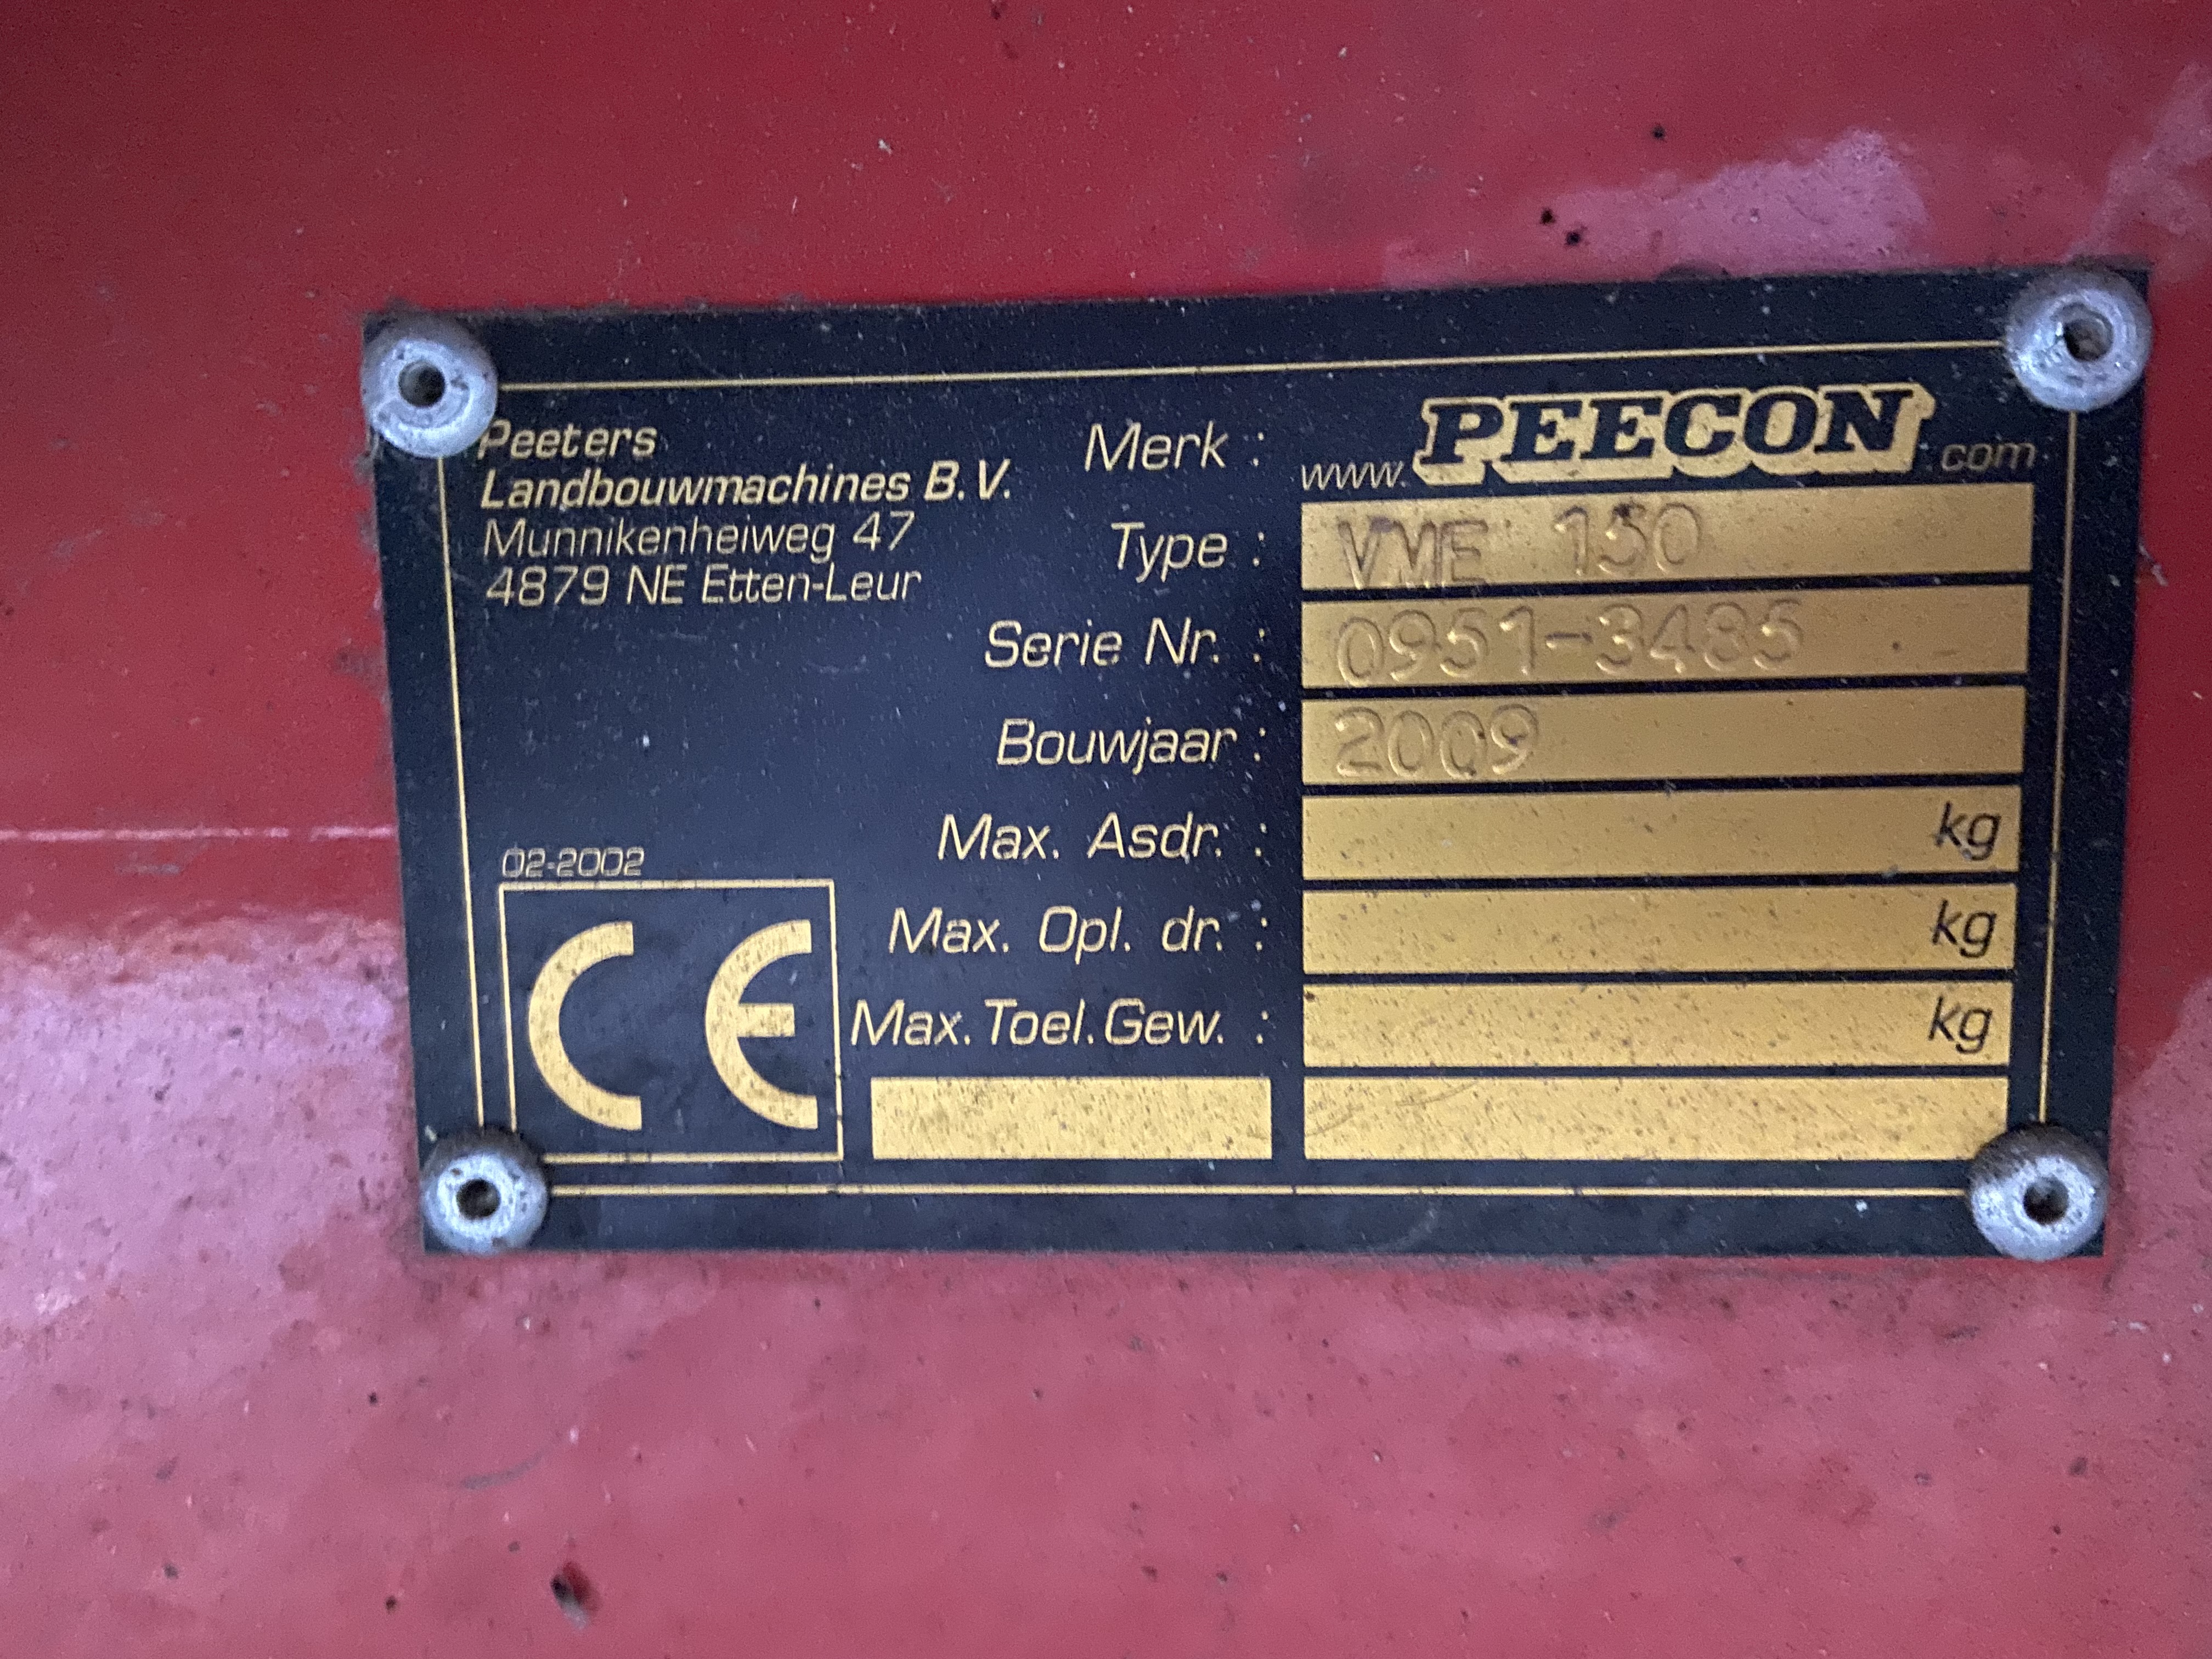 Peeters
Landbouwmachines B.V.
Munnikenheiweg 47
4879 NE Etten-Leur
Merk : www.PEECON.com
Type : VME 150
Serie Nr. : 0951-3485
Bouwjaar : 2009
Max. Asdr. : kg
Max. Opl. dr. : kg
Max. Toel. Gew. : kg
02-2002
CE